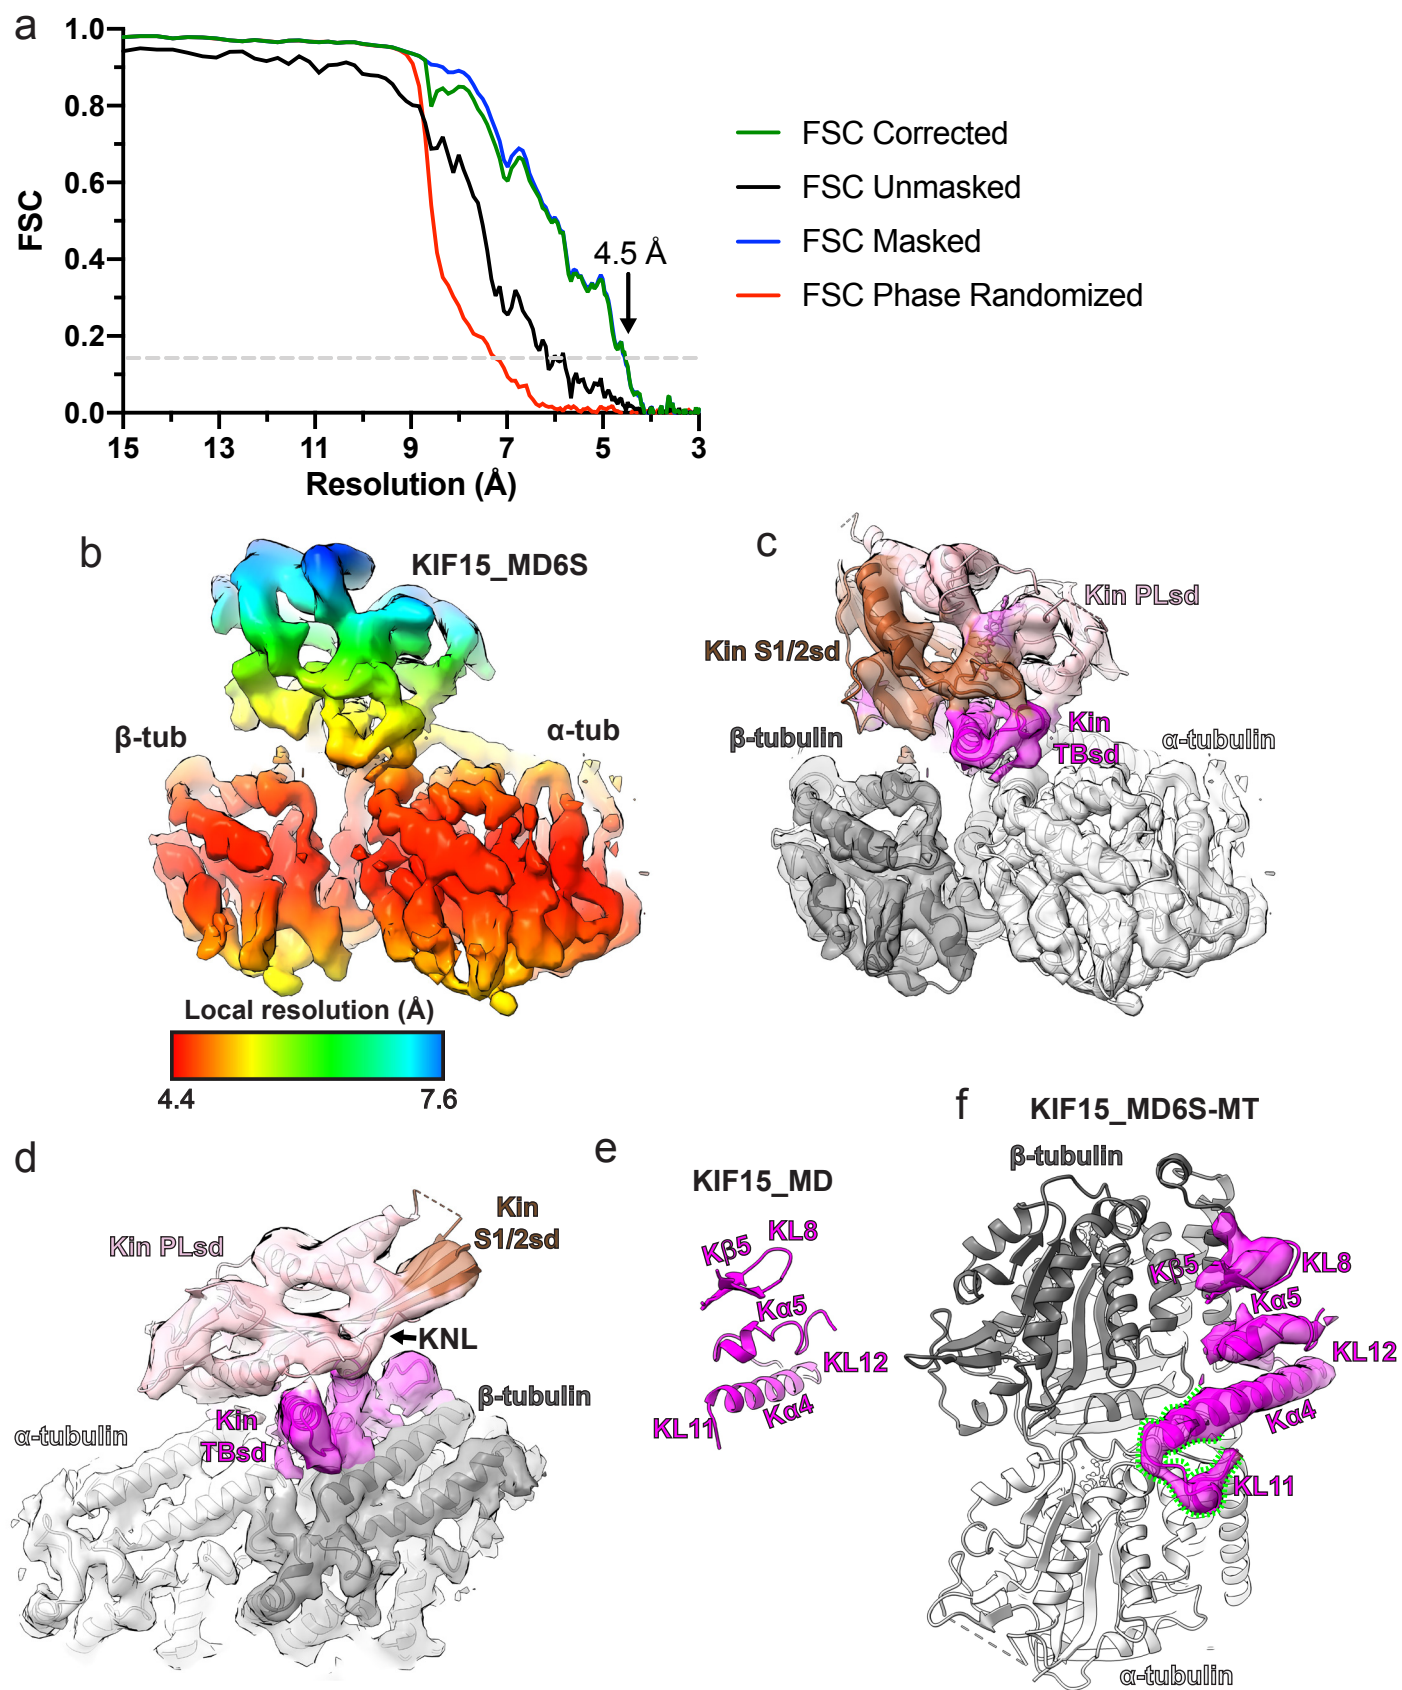 a
1.0
0.8
0.6
0.4
0.2
0.0
FSC
15
13
11
9
7
5
3
Resolution (Å)
4.5 Å
FSC Corrected
FSC Unmasked
FSC Masked
FSC Phase Randomized
b
KIF15_MD6S
β-tub
α-tub
Local resolution (Å)
4.4
7.6
c
Kin PLsd
Kin S1/2sd
Kin
TBsd
β-tubulin
α-tubulin
d
Kin PLsd
Kin
S1/2sd
KNL
Kin
TBsd
β-tubulin
α-tubulin
e
KIF15_MD
Kβ5
KL8
Kα5
KL12
Kα4
KL11
f
KIF15_MD6S-MT
β-tubulin
Kβ5
KL8
Kα5
KL12
Kα4
KL11
α-tubulin